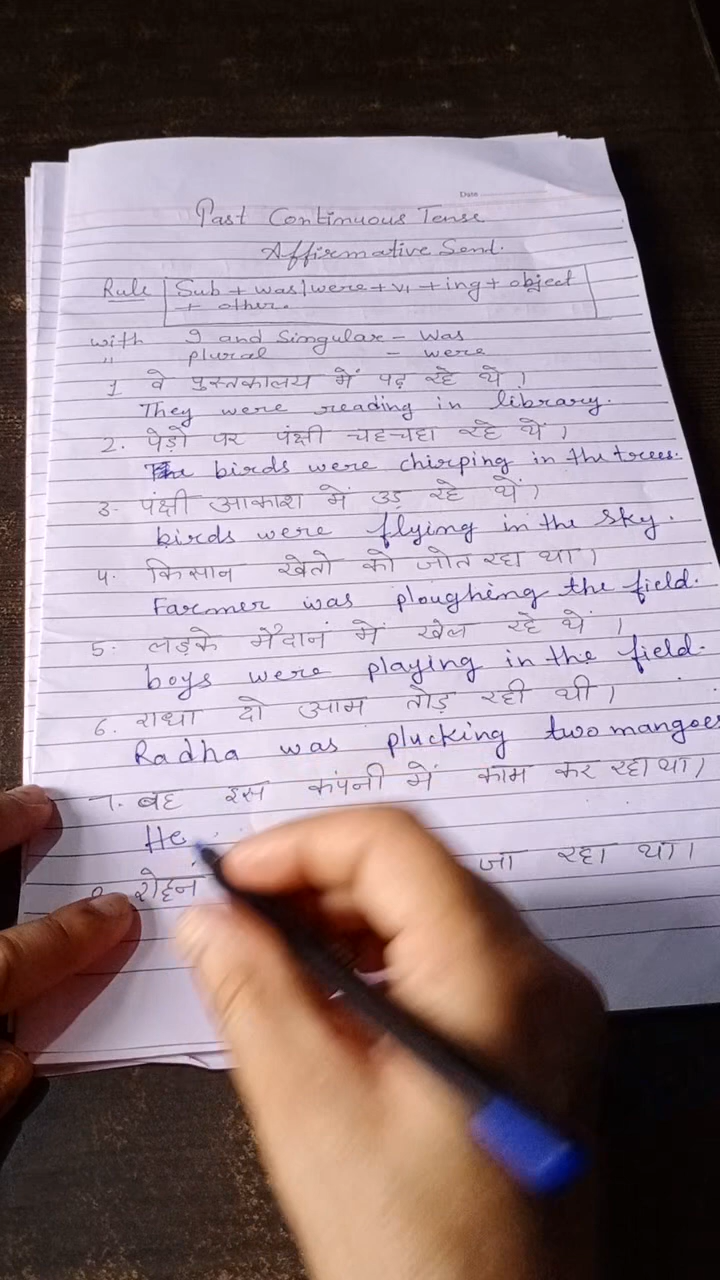 Date
Past Continuous Tense
Affirmative Send.
Rule Sub + was/were + v1 + ing + object
+ other.
with I and Singular - Was
" plural - were
1 वे पुस्तकालय में पढ़ रहे थे।
They were reading in library.
2. पेड़ो पर पंक्षी चहचहा रहे थें।
The birds were chirping in the trees.
3- पंक्षी आकाश में उड़ रहे थें।
birds were flying in the sky.
4. किसान खेतो को जोत रहा था।
Farmer was ploughing the field.
5. लड़के मैदान में खेल रहे थें।
boys were playing in the field.
6. राधा दो आम तोड़ रही थी।
Radha was plucking two mangoes
7. वह इस कंपनी में काम कर रहा था।
He
8 रोहन जा रहा था।